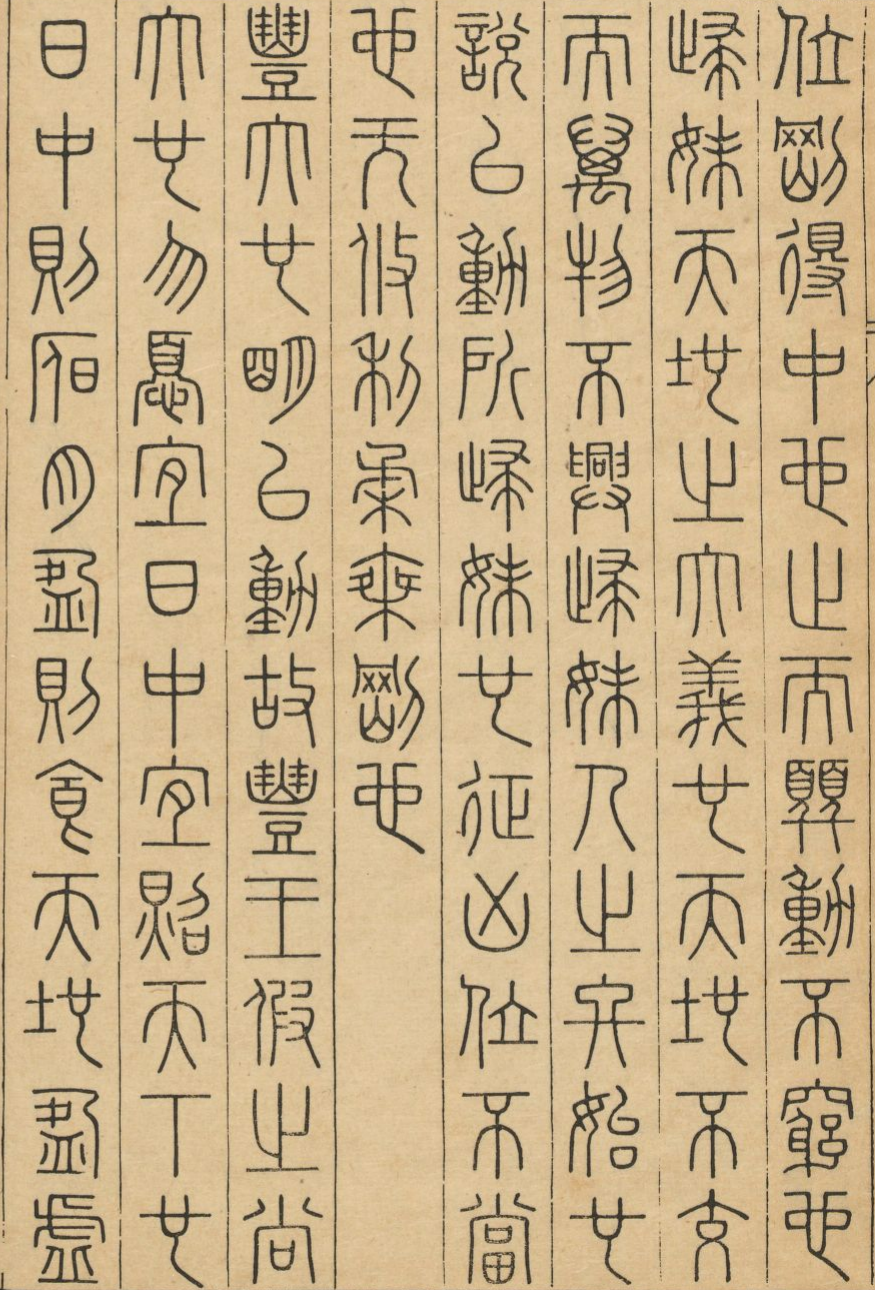 位剛得中也止而巽動不窮也
歸妹天地之大義也天地不交
而萬物不興歸妹人之終始也
說以動所歸妹也征凶位不當
也无攸利柔乘剛也
豐大也明以動故豐王假之尚
大也勿憂宜日中宜照天下也
日中則昃月盈則食天地盈虛